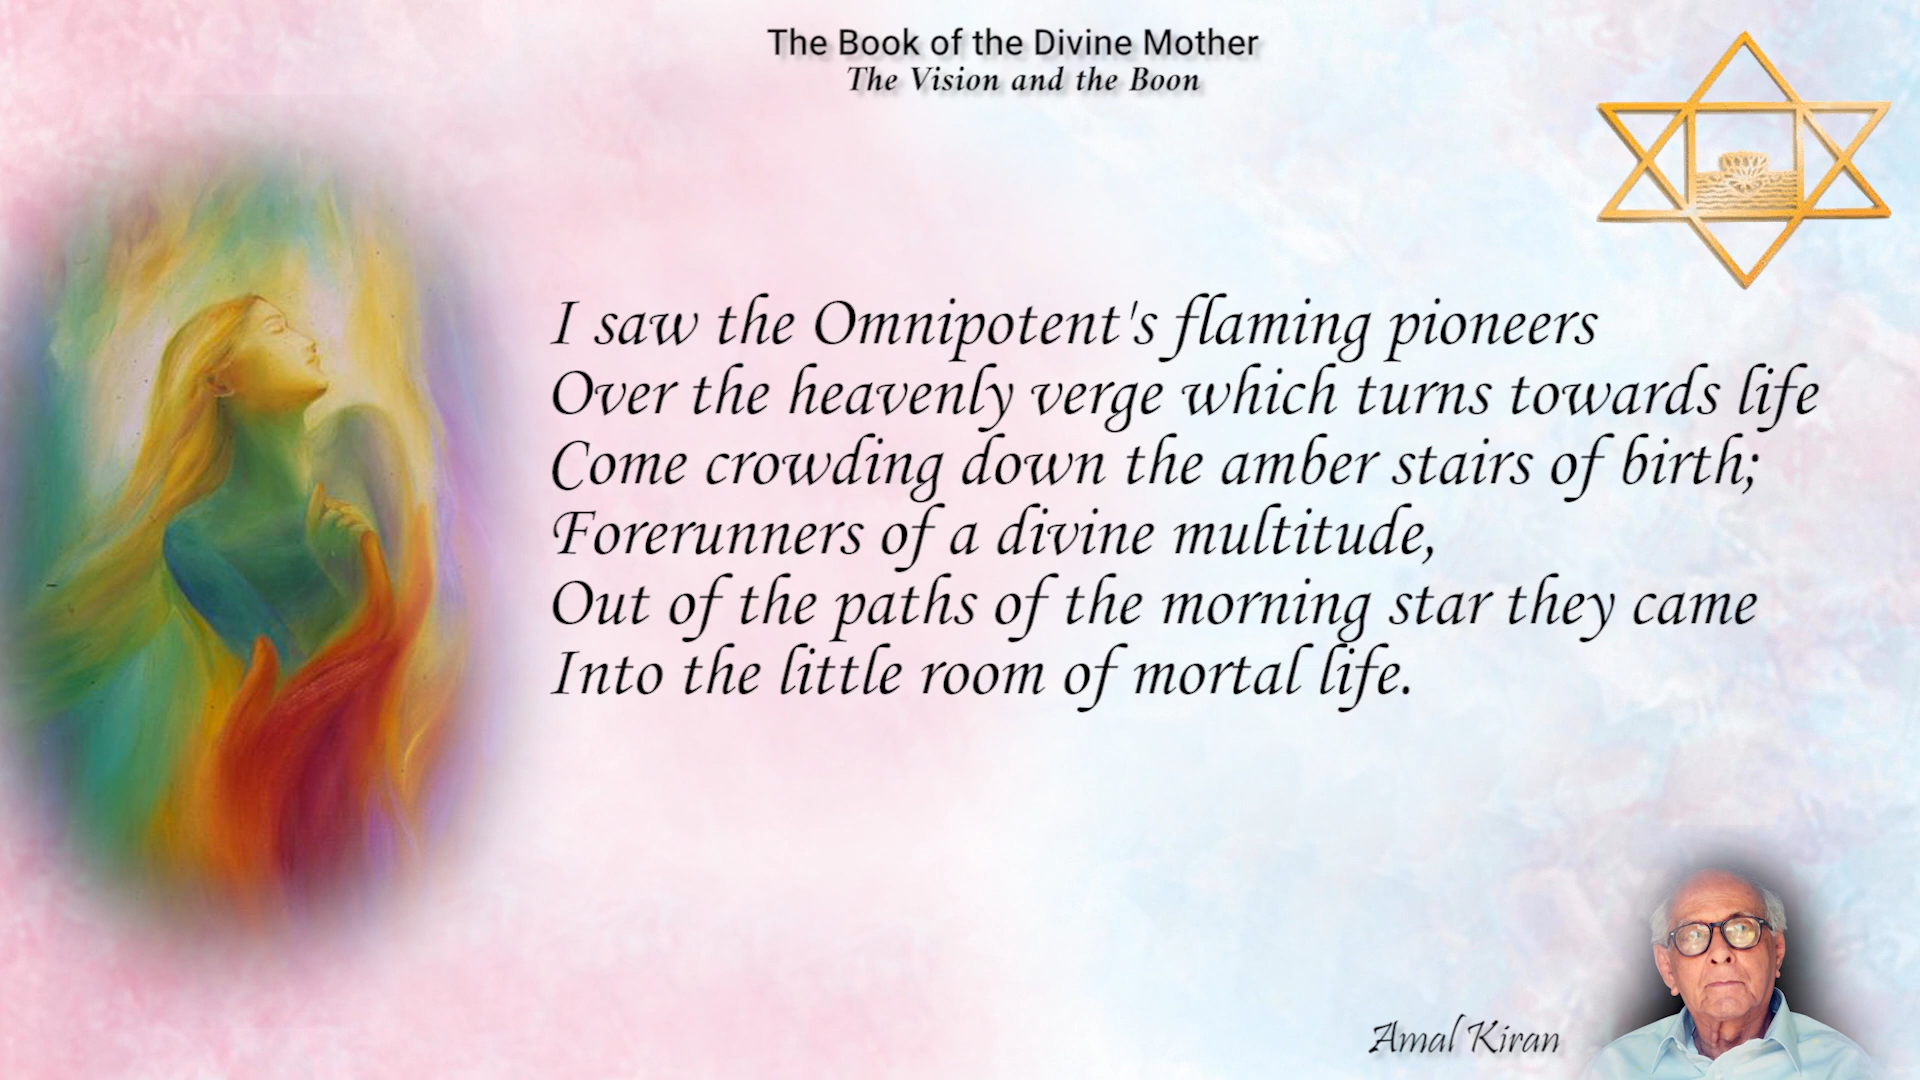 The Book of the Divine Mother
The Vision and the Boon
I saw the Omnipotent's flaming pioneers
Over the heavenly verge which turns towards life
Come crowding down the amber stairs of birth;
Forerunners of a divine multitude,
Out of the paths of the morning star they came
Into the little room of mortal life.
Amal Kiran